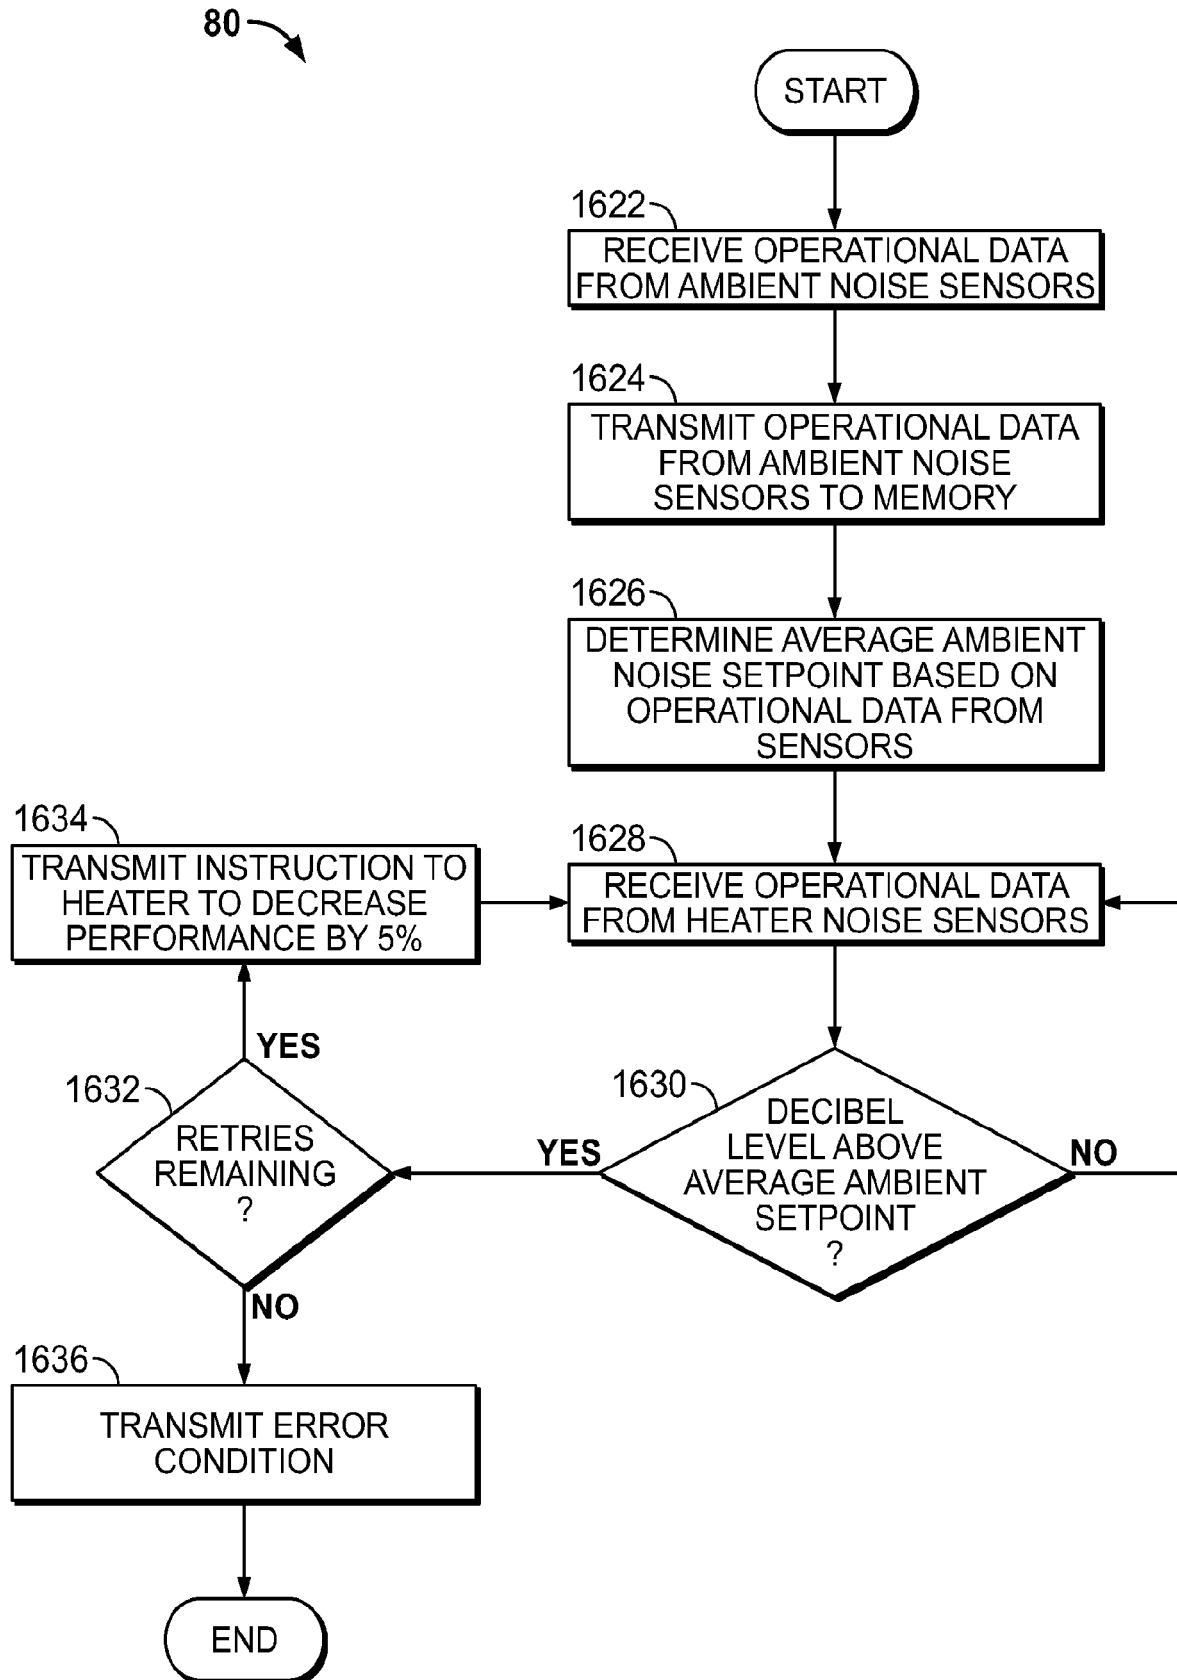 80
START
1622
RECEIVE OPERATIONAL DATA
FROM AMBIENT NOISE SENSORS
1624
TRANSMIT OPERATIONAL DATA
FROM AMBIENT NOISE
SENSORS TO MEMORY
1626
DETERMINE AVERAGE AMBIENT
NOISE SETPOINT BASED ON
OPERATIONAL DATA FROM
SENSORS
1634
TRANSMIT INSTRUCTION TO
HEATER TO DECREASE
PERFORMANCE BY 5%
1628
RECEIVE OPERATIONAL DATA
FROM HEATER NOISE SENSORS
YES
1632
RETRIES
REMAINING
?
NO
YES
1630
DECIBEL
LEVEL ABOVE
AVERAGE AMBIENT
SETPOINT
?
NO
1636
TRANSMIT ERROR
CONDITION
END